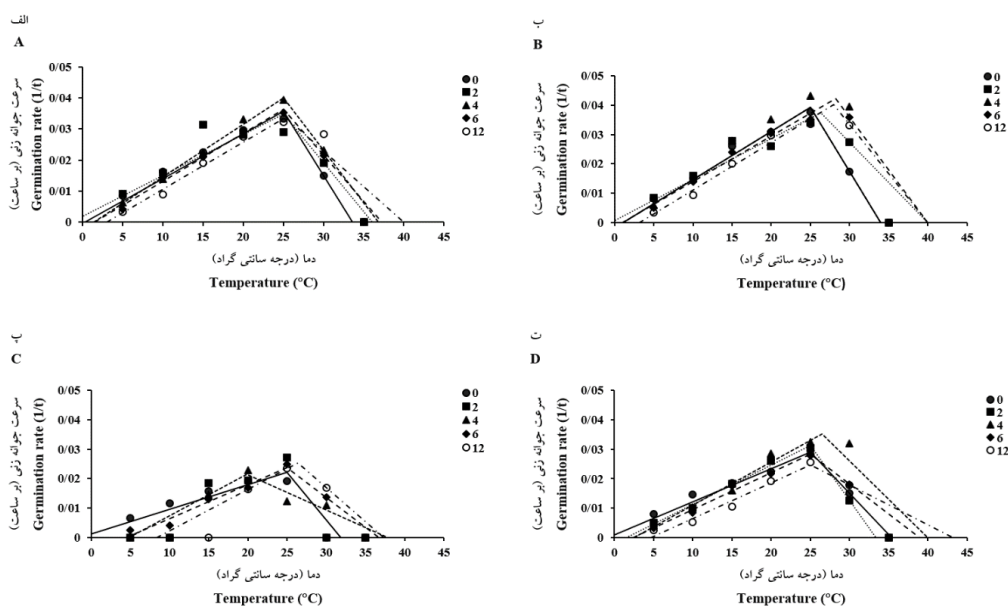 الف
A
سرعت جوانه زنی (بر ساعت)
Germination rate (1/t)
0/05
0/04
0/03
0/02
0/01
0
0 5 10 15 20 25 30 35 40 45
دما (درجه سانتی گراد)
Temperature (°C)
0
2
4
6
12
ب
B
سرعت جوانه زنی (بر ساعت)
Germination rate (1/t)
0/05
0/04
0/03
0/02
0/01
0
0 5 10 15 20 25 30 35 40 45
دما (درجه سانتی گراد)
Temperature (°C)
0
2
4
6
12
پ
C
سرعت جوانه زنی (بر ساعت)
Germination rate (1/t)
0/05
0/04
0/03
0/02
0/01
0
0 5 10 15 20 25 30 35 40 45
دما (درجه سانتی گراد)
Temperature (°C)
0
2
4
6
12
ت
D
سرعت جوانه زنی (بر ساعت)
Germination rate (1/t)
0/05
0/04
0/03
0/02
0/01
0
0 5 10 15 20 25 30 35 40 45
دما (درجه سانتی گراد)
Temperature (°C)
0
2
4
6
12